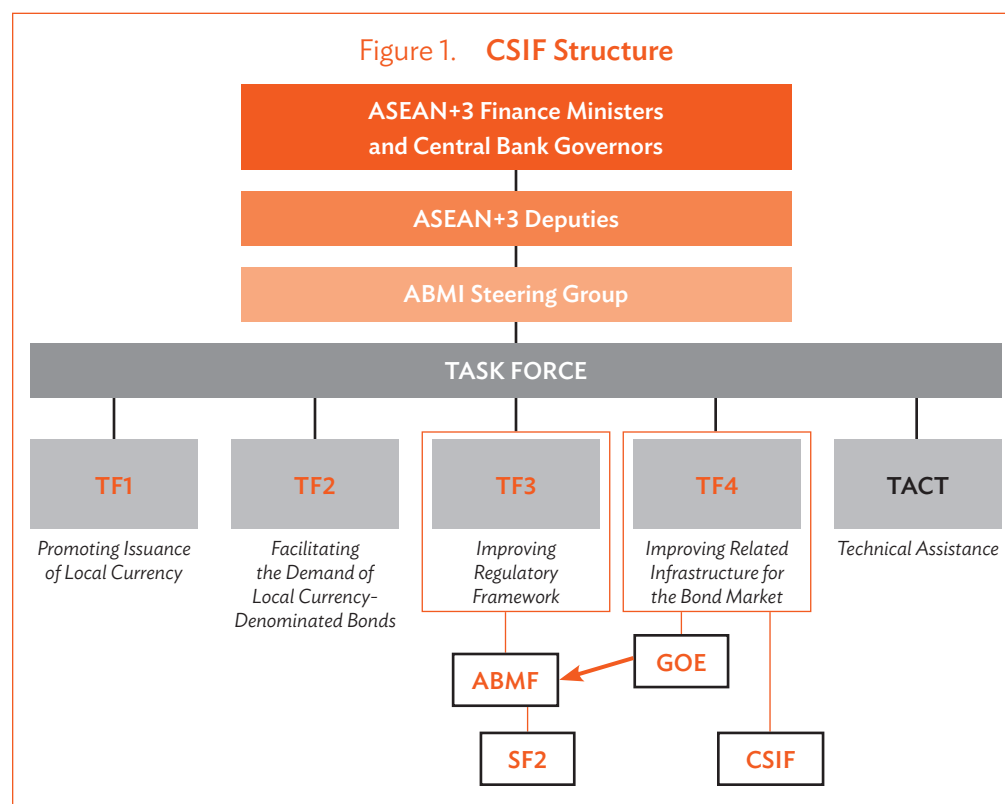 Figure 1. CSIF Structure
ASEAN+3 Finance Ministers
and Central Bank Governors
ASEAN+3 Deputies
ABMI Steering Group
TASK FORCE
TF1
Promoting Issuance
of Local Currency
TF2
Facilitating
the Demand of
Local Currency-
Denominated Bonds
TF3
Improving
Regulatory
Framework
TF4
Improving Related
Infrastructure for
the Bond Market
TACT
Technical Assistance
ABMF
GOE
SF2
CSIF